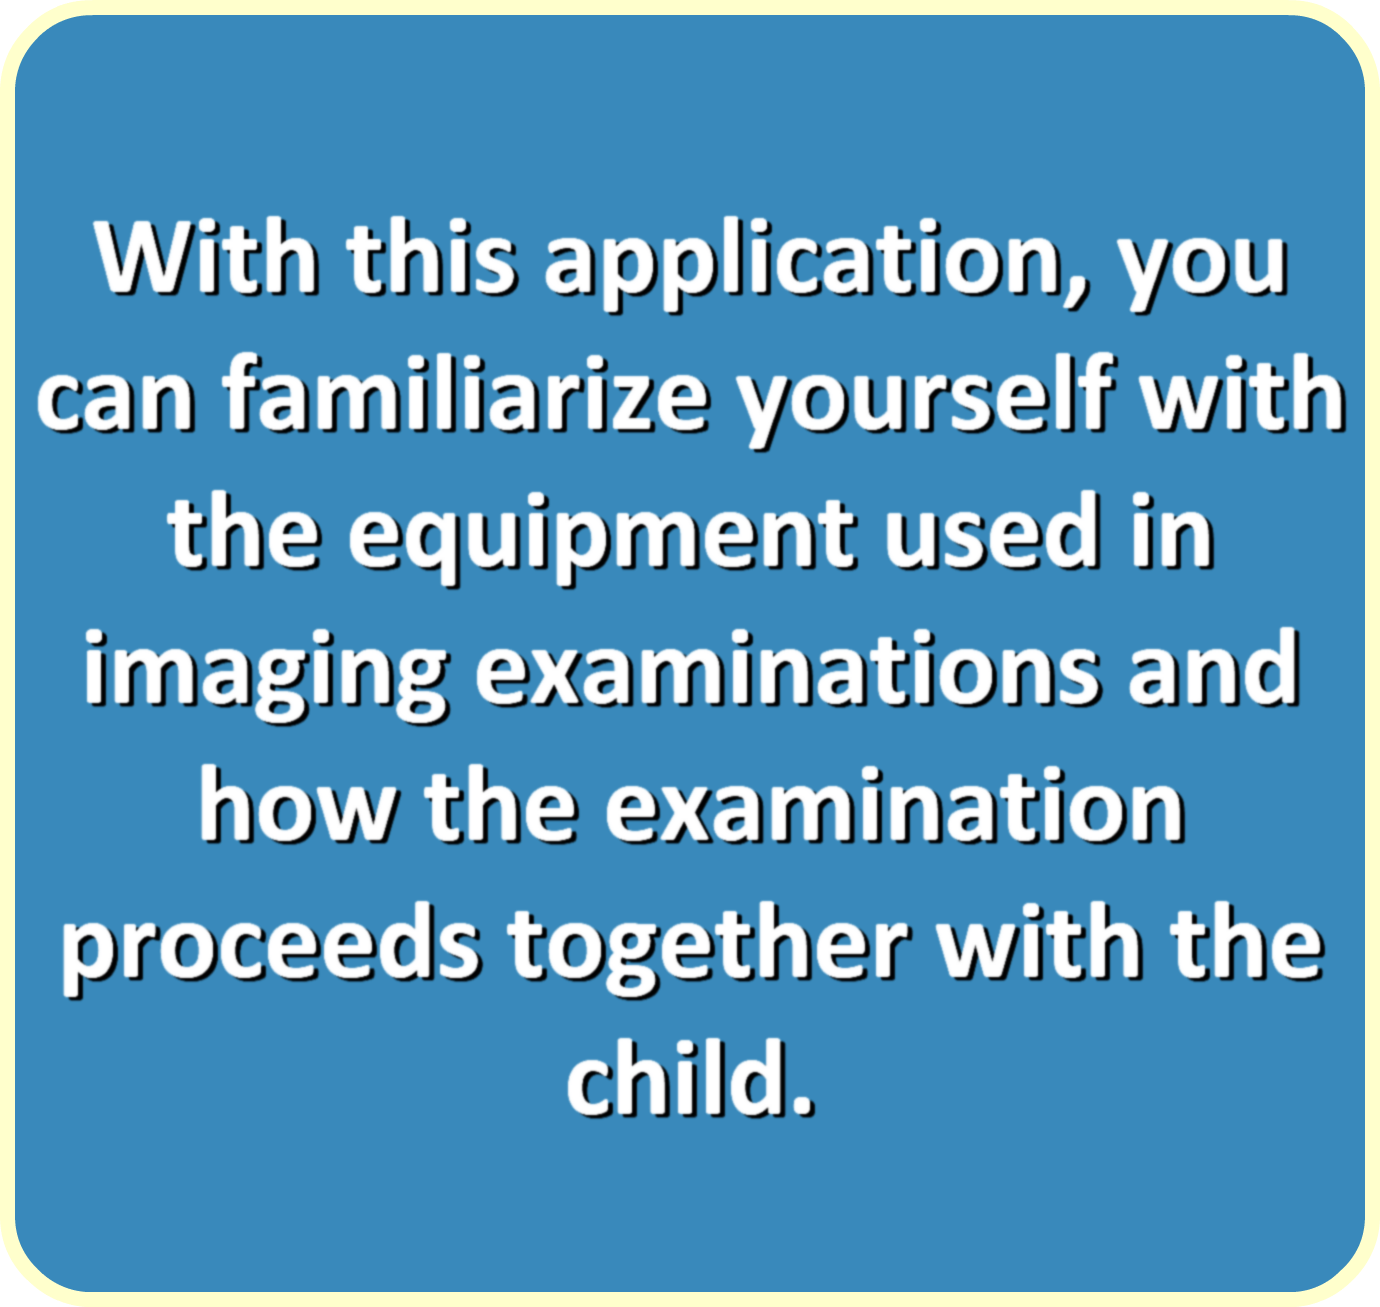 With this application, you
can familiarize yourself with
the equipment used in
imaging examinations and
how the examination
proceeds together with the
child.